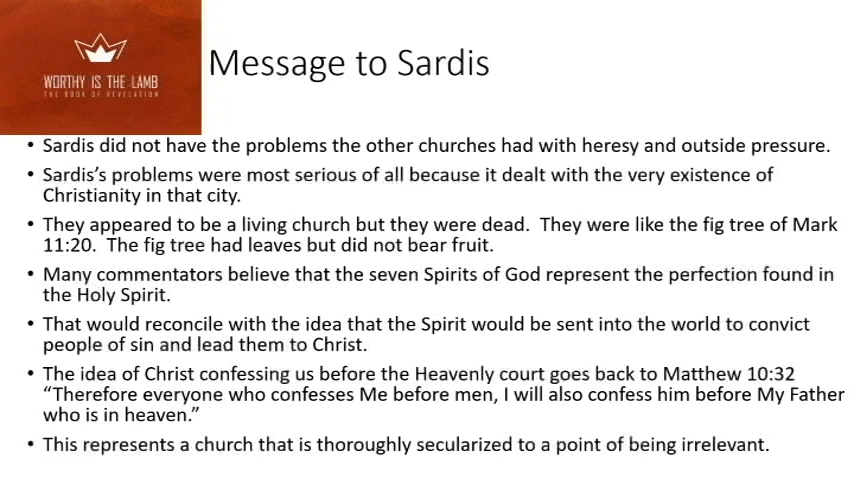 WORTHY IS THE LAMB
THE BOOK OF REVELATION
Message to Sardis
• Sardis did not have the problems the other churches had with heresy and outside pressure.
• Sardis’s problems were most serious of all because it dealt with the very existence of
Christianity in that city.
• They appeared to be a living church but they were dead.  They were like the fig tree of Mark
11:20.  The fig tree had leaves but did not bear fruit.
• Many commentators believe that the seven Spirits of God represent the perfection found in
the Holy Spirit.
• That would reconcile with the idea that the Spirit would be sent into the world to convict
people of sin and lead them to Christ.
• The idea of Christ confessing us before the Heavenly court goes back to Matthew 10:32
“Therefore everyone who confesses Me before men, I will also confess him before My Father
who is in heaven.”
• This represents a church that is thoroughly secularized to a point of being irrelevant.